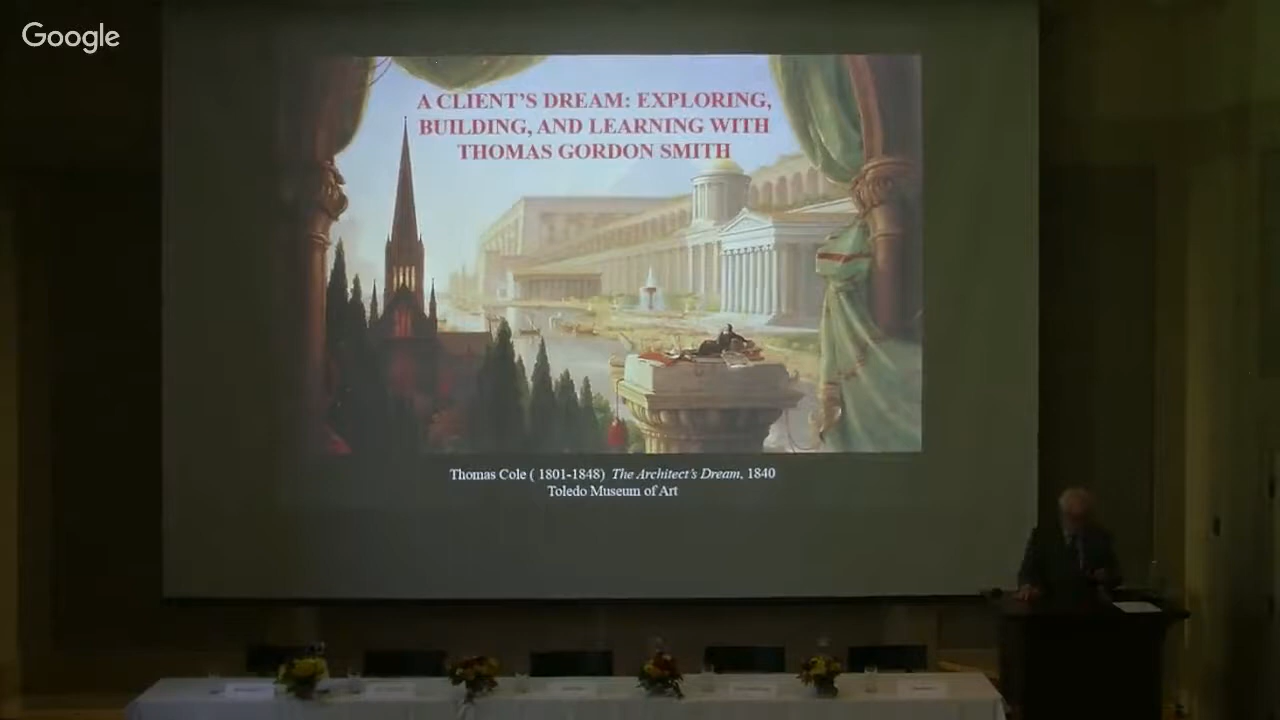 Google
A CLIENT'S DREAM: EXPLORING,
BUILDING, AND LEARNING WITH
THOMAS GORDON SMITH
Thomas Cole ( 1801-1848) The Architect's Dream, 1840
Toledo Museum of Art